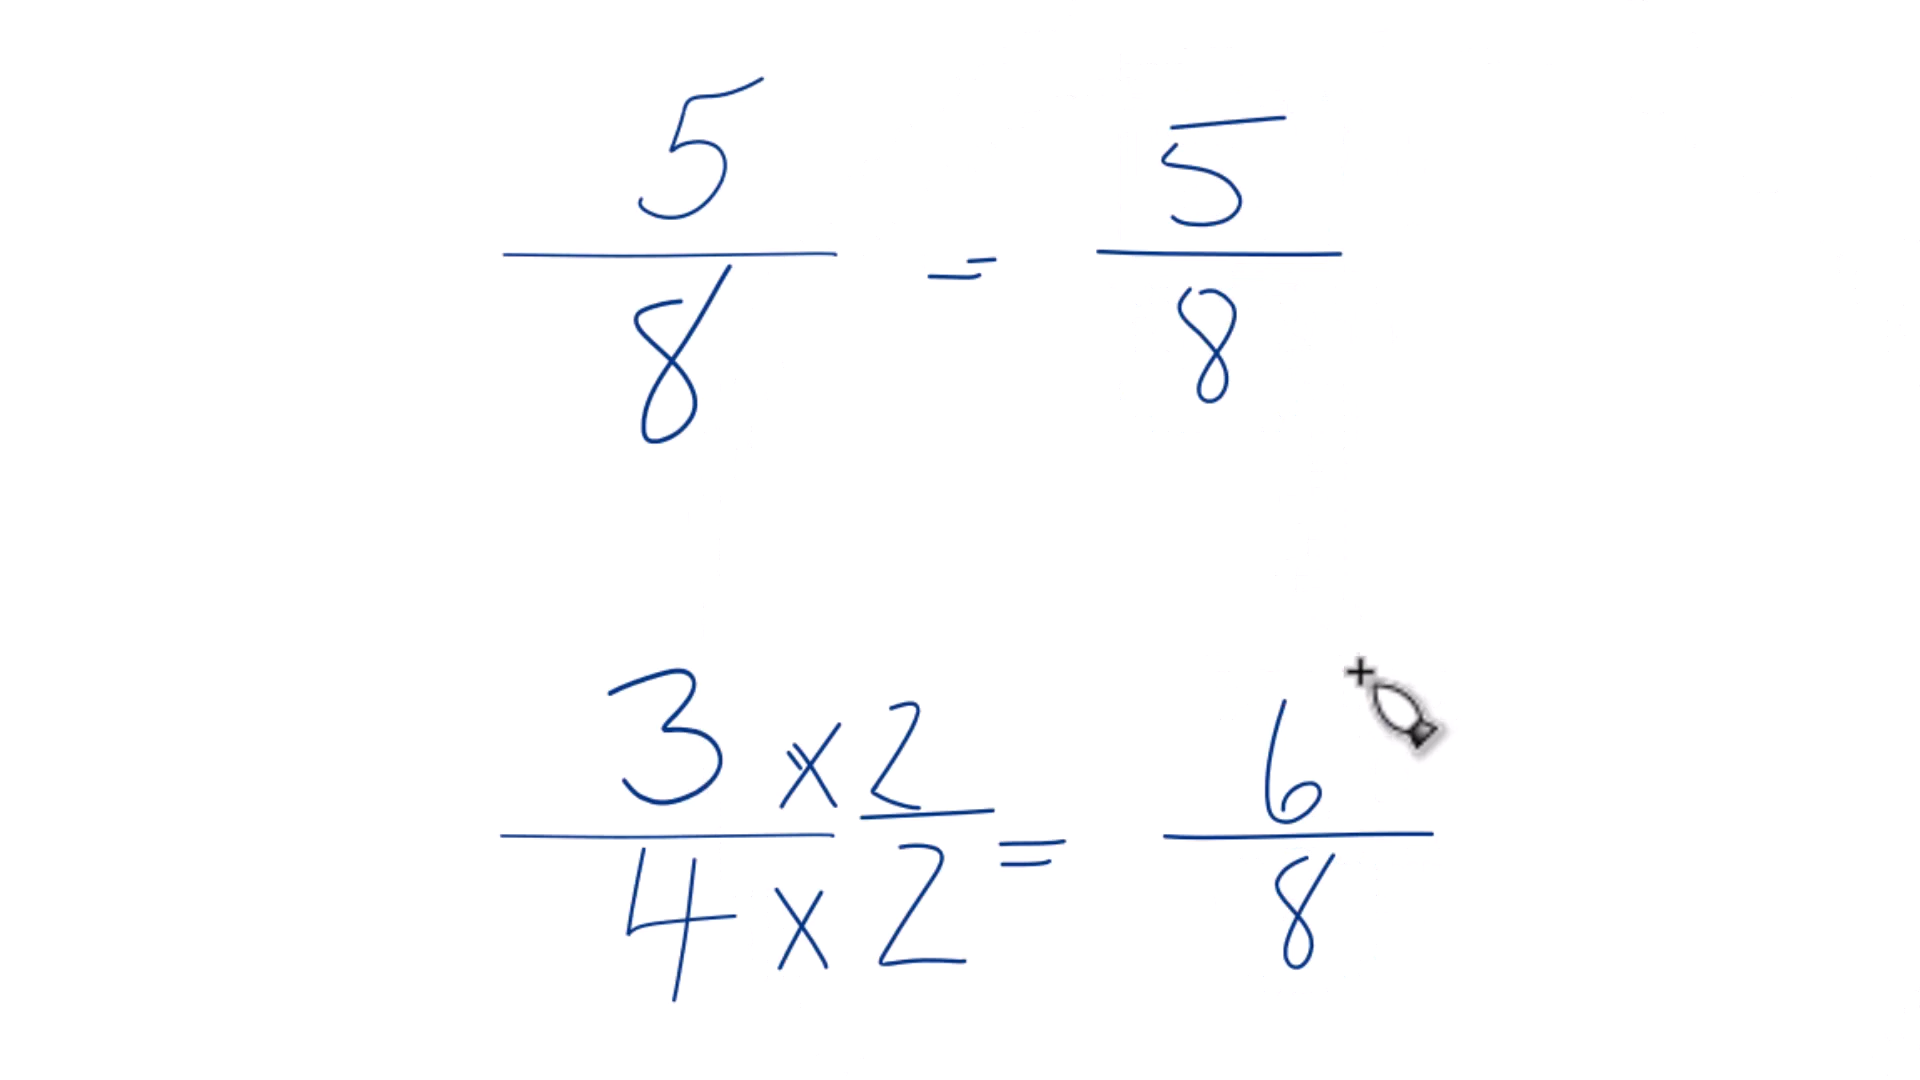 5/8 = 5/8
3/4 × 2/2 = 6/8